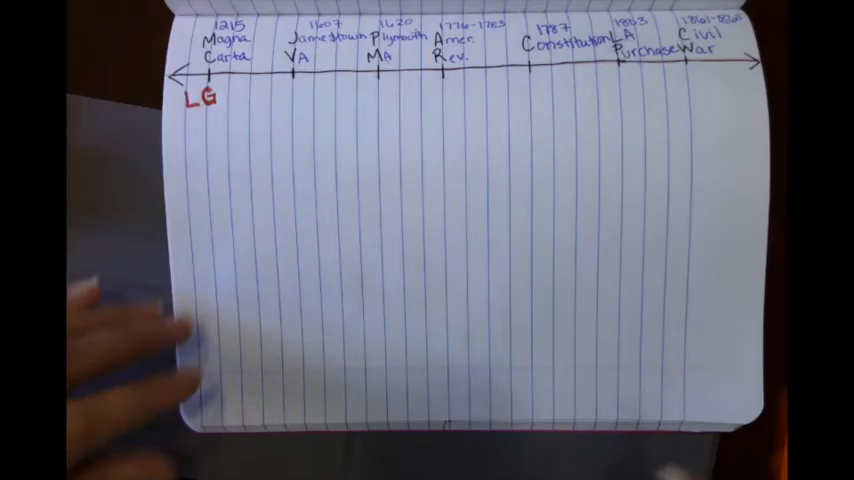 1215
Magna
Carta
1607
Jamestown
VA
1620
Plymouth
MA
1776-1783
Amer.
Rev.
1787
Constitution
1803
LA
Purchase
1861-1865
Civil
War
LG